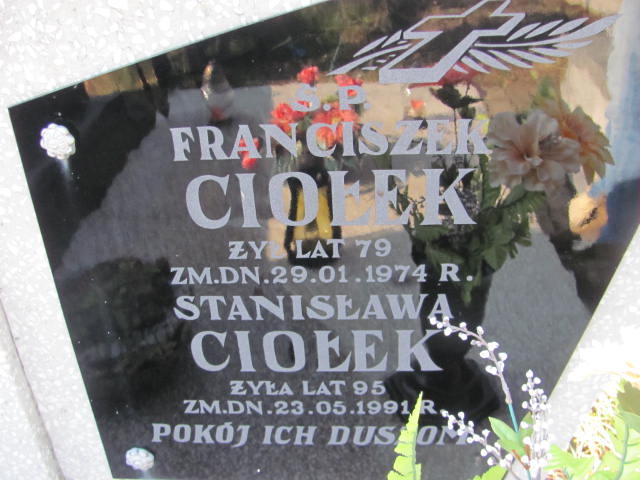 Ś.P.
FRANCISZEK
CIOŁEK
ŻYŁ LAT 79
ZM.DN.29.01.1974 R.
STANISŁAWA
CIOŁEK
ŻYŁA LAT 95
ZM.DN.23.05.1991 R
POKÓJ ICH DUSZOM